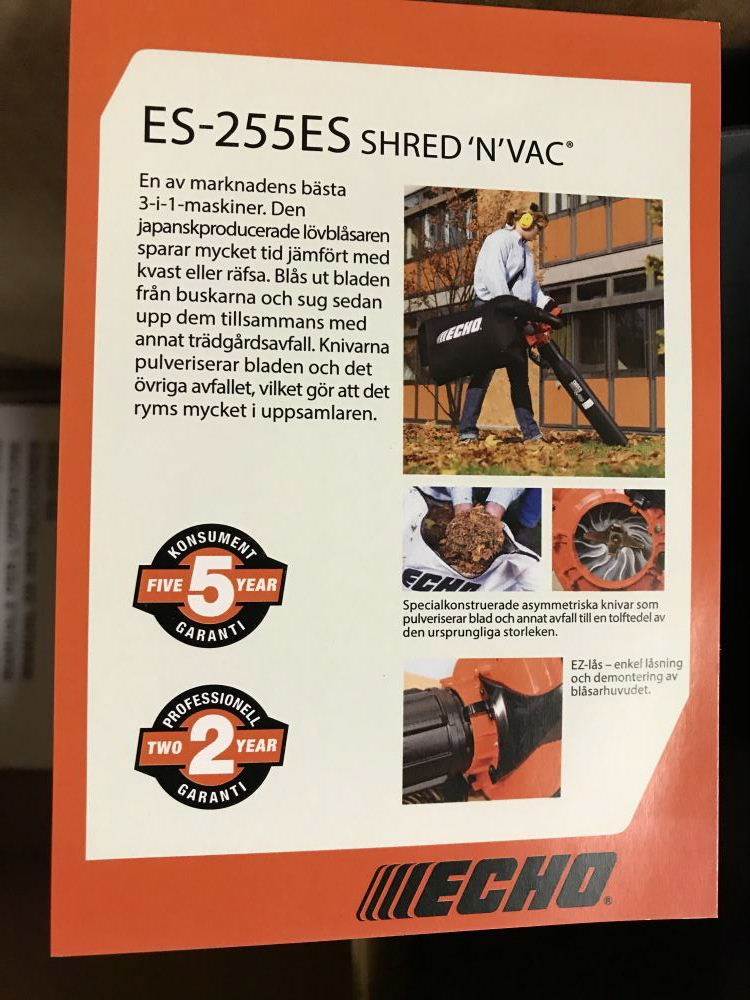 ES-255ES SHRED 'N' VAC®
En av marknadens bästa
3-i-1-maskiner. Den
japanskproducerade lövblåsaren
sparar mycket tid jämfört med
kvast eller räfsa. Blås ut bladen
från buskarna och sug sedan
upp dem tillsammans med
annat trädgårdsavfall. Knivarna
pulveriserar bladen och det
övriga avfallet, vilket gör att det
ryms mycket i uppsamlaren.
ECHO
ECHO
Specialkonstruerade asymmetriska knivar som
pulveriserar blad och annat avfall till en tolftedel av
den ursprungliga storleken.
KONSUMENT
FIVE 5 YEAR
GARANTI
EZ-lås – enkel låsning
och demontering av
blåsarhuvudet.
PROFESSIONELL
TWO 2 YEAR
GARANTI
ECHO®